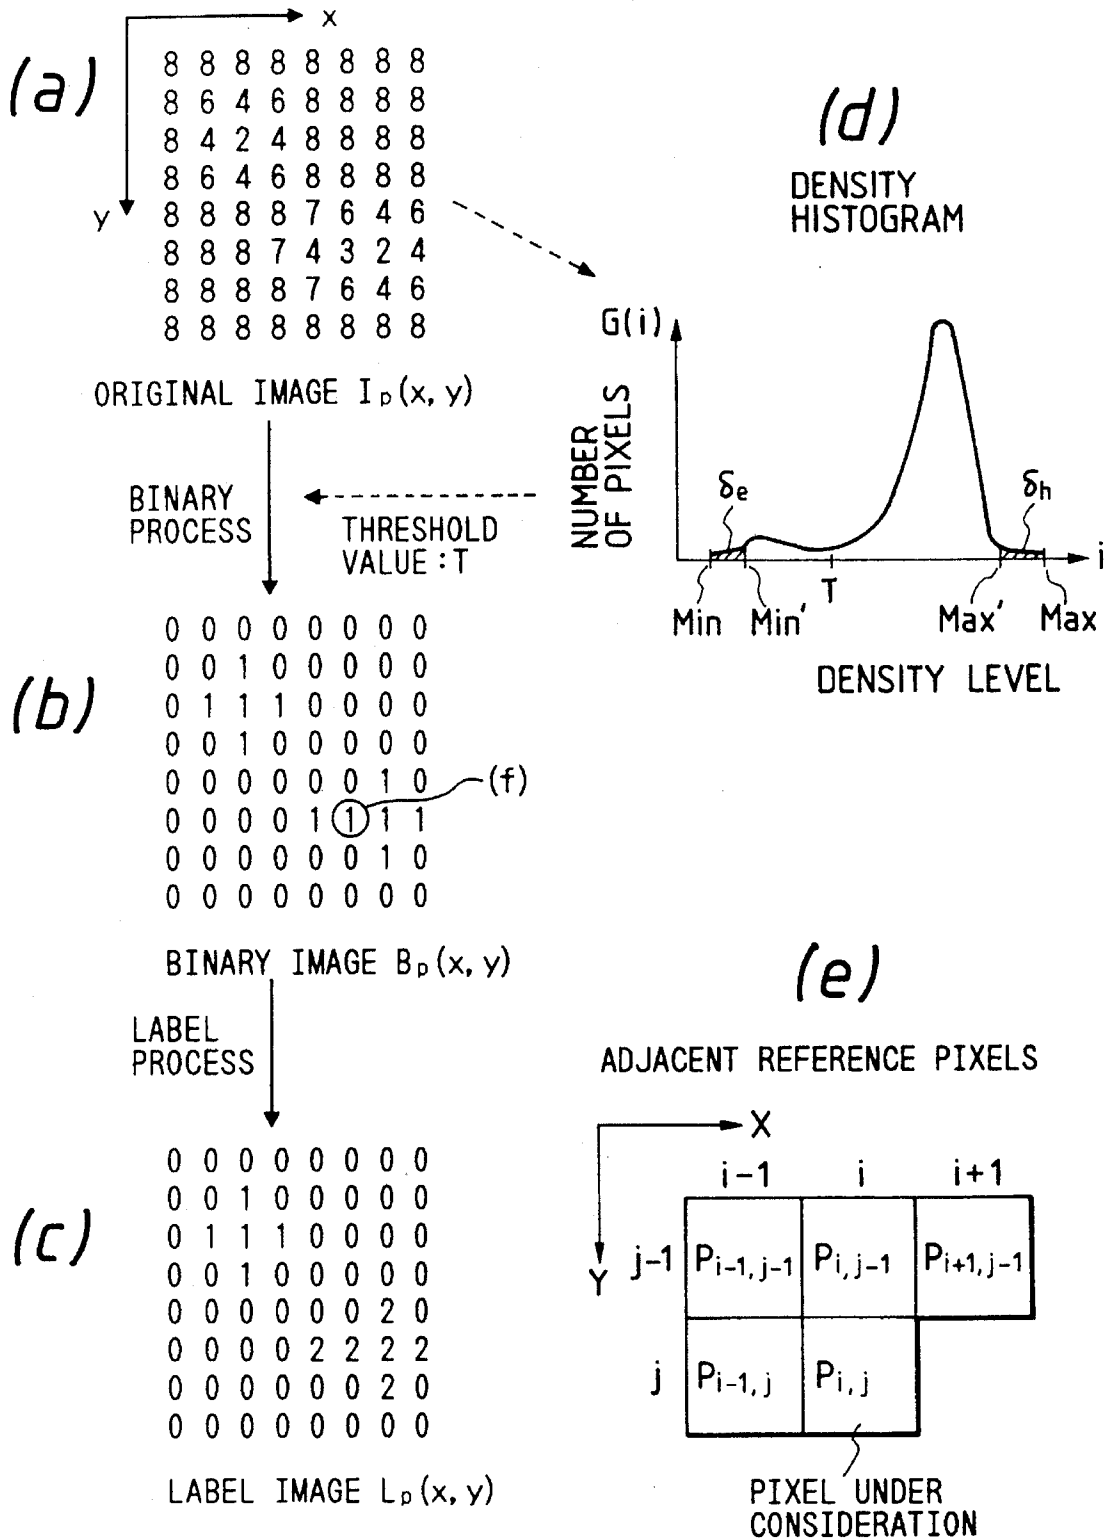 x
(a)
8 8 8 8 8 8 8 8
8 6 4 6 8 8 8 8
8 4 2 4 8 8 8 8
8 6 4 6 8 8 8 8
y
8 8 8 8 7 6 4 6
8 8 8 7 4 3 2 4
8 8 8 8 7 6 4 6
8 8 8 8 8 8 8 8
ORIGINAL IMAGE Ip(x, y)
BINARY
PROCESS
THRESHOLD
VALUE : T
(d)
DENSITY
HISTOGRAM
G(i)
NUMBER
OF PIXELS
δe
δh
i
T
Min
Min′
Max′
Max
DENSITY LEVEL
(b)
0 0 0 0 0 0 0 0
0 0 1 0 0 0 0 0
0 1 1 1 0 0 0 0
0 0 1 0 0 0 0 0
0 0 0 0 0 0 1 0
(f)
0 0 0 0 1 1 1 1
0 0 0 0 0 0 1 0
0 0 0 0 0 0 0 0
BINARY IMAGE Bp(x, y)
LABEL
PROCESS
(c)
0 0 0 0 0 0 0 0
0 0 1 0 0 0 0 0
0 1 1 1 0 0 0 0
0 0 1 0 0 0 0 0
0 0 0 0 0 0 2 0
0 0 0 0 2 2 2 2
0 0 0 0 0 0 2 0
0 0 0 0 0 0 0 0
LABEL IMAGE Lp(x, y)
(e)
ADJACENT REFERENCE PIXELS
X
Y
i-1 i i+1
j-1 Pi-1, j-1 Pi, j-1 Pi+1, j-1
j Pi-1, j Pi, j
PIXEL UNDER
CONSIDERATION